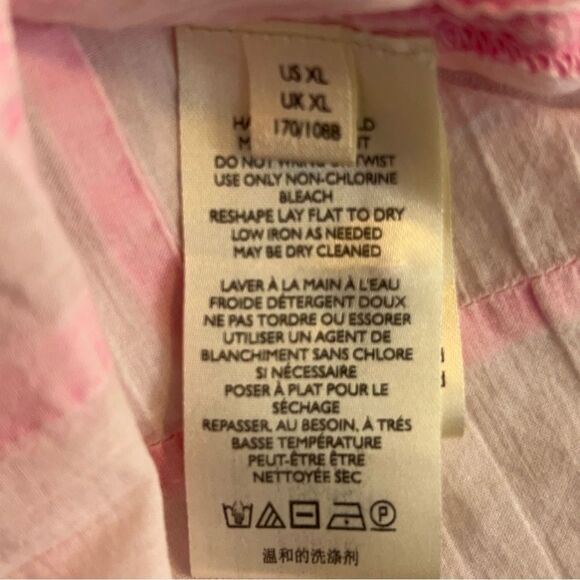 US XL
UK XL
170/108B
DO NOT WRING OR TWIST
USE ONLY NON-CHLORINE
BLEACH
RESHAPE LAY FLAT TO DRY
LOW IRON AS NEEDED
MAY BE DRY CLEANED
LAVER À LA MAIN À L'EAU
FROIDE DÉTERGENT DOUX
NE PAS TORDRE OU ESSORER
UTILISER UN AGENT DE
BLANCHIMENT SANS CHLORE
SI NÉCESSAIRE
POSER À PLAT POUR LE
SÉCHAGE
REPASSER, AU BESOIN, À TRÉS
BASSE TEMPÉRATURE
PEUT-ÊTRE ÊTRE
NETTOYÉE SEC
P
温和的洗涤剂